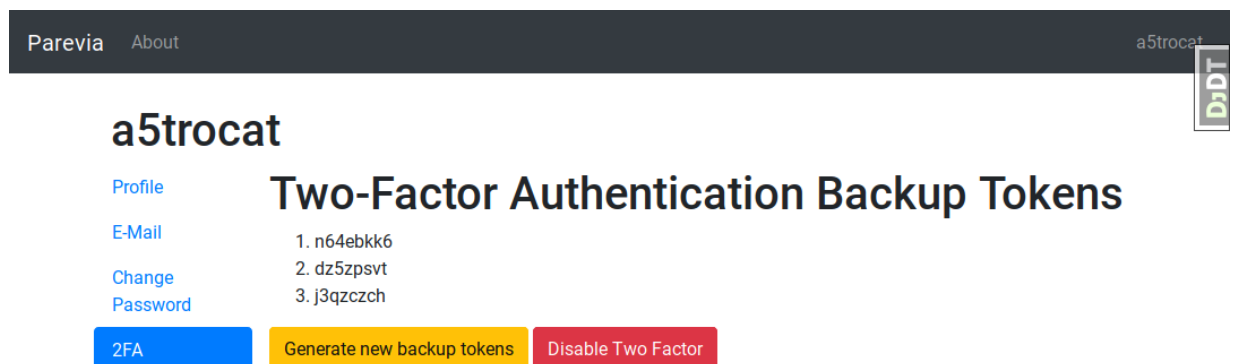 Parevia About a5trocat
DjDT
a5trocat
Profile
Two-Factor Authentication Backup Tokens
E-Mail
1. n64ebkk6
2. dz5zpsvt
3. j3qzczch
Change
Password
2FA
Generate new backup tokens
Disable Two Factor